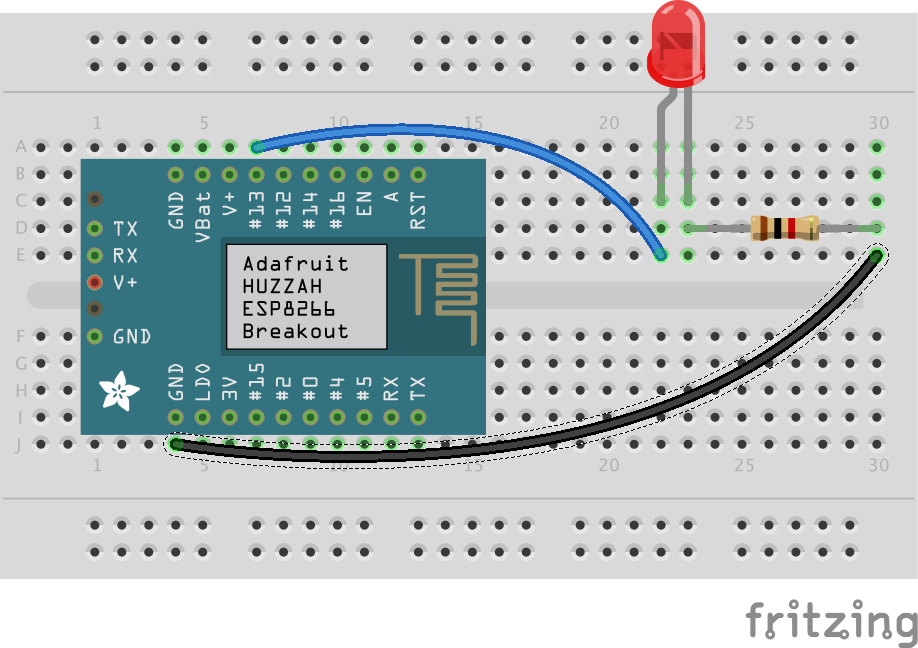 1 5 10 15 20 25 30
A
B
C
D
E
F
G
H
I
J
GND VBat V+ #13 #12 #14 #16 EN A RST
TX
RX
V+
GND
Adafruit
HUZZAH
ESP8266
Breakout
GND LDO 3V #15 #2 #0 #4 #5 RX TX
1 5 10 15 20 25 30
fritzing